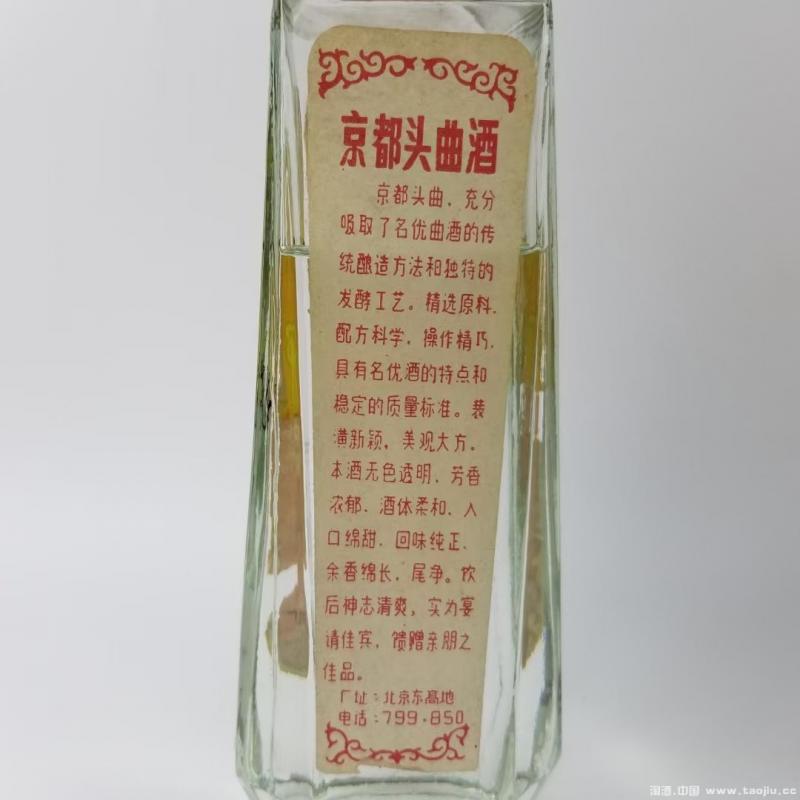 京都头曲酒
京都头曲、充分
吸取了名优曲酒的传
统酿造方法和独特的
发酵工艺。精选原料、
配方科学、操作精巧、
具有名优酒的特点和
稳定的质量标准。装
潢新颖，美观大方。
本酒无色透明、芳香
浓郁、酒体柔和、入
口绵甜、回味纯正、
余香绵长，尾净。饮
后神志清爽，实为宴
请佳宾，馈赠亲朋之
佳品。
厂址：北京东高地
电话：799·850
淘酒.中国 www.taojiu.cc